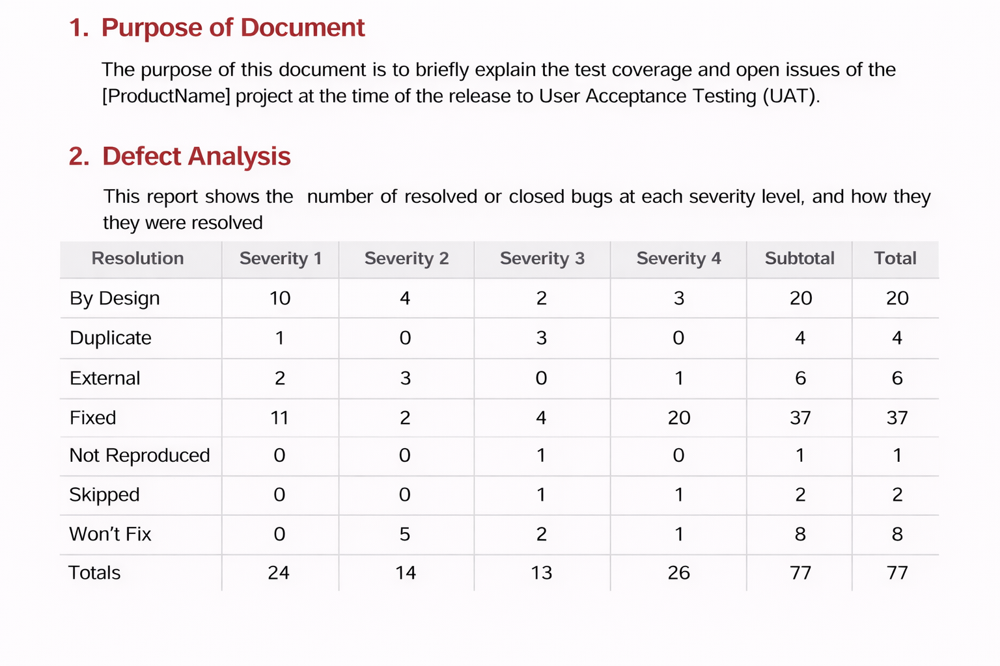 1. Purpose of Document
The purpose of this document is to briefly explain the test coverage and open issues of the
[ProductName] project at the time of the release to User Acceptance Testing (UAT).
2. Defect Analysis
This report shows the number of resolved or closed bugs at each severity level, and how they
they were resolved
Resolution Severity 1 Severity 2 Severity 3 Severity 4 Subtotal Total
By Design 10 4 2 3 20 20
Duplicate 1 0 3 0 4 4
External 2 3 0 1 6 6
Fixed 11 2 4 20 37 37
Not Reproduced 0 0 1 0 1 1
Skipped 0 0 1 1 2 2
Won't Fix 0 5 2 1 8 8
Totals 24 14 13 26 77 77